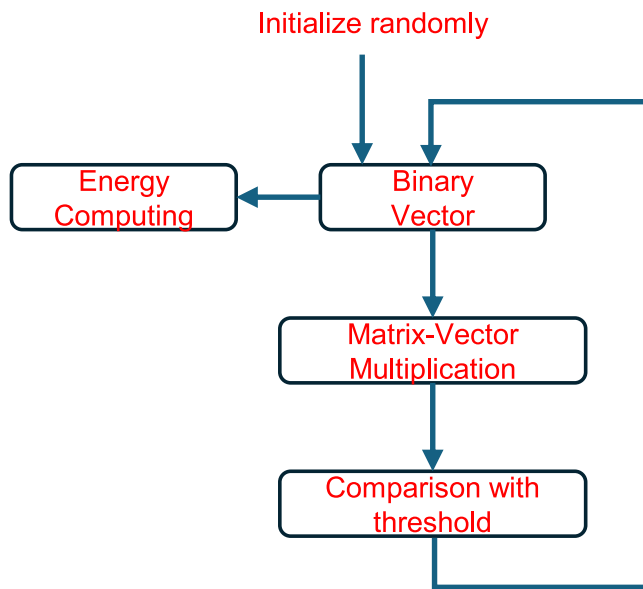 Initialize randomly
Energy
Computing
Binary
Vector
Matrix-Vector
Multiplication
Comparison with
threshold